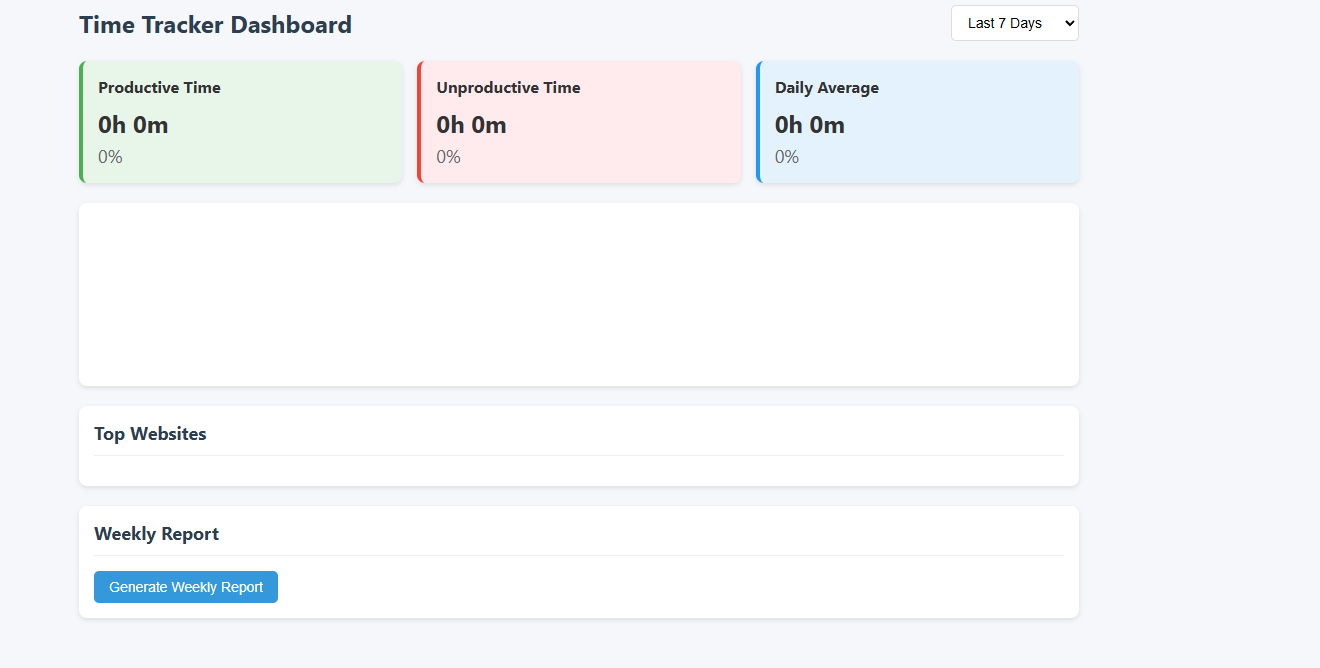 Time Tracker Dashboard
Last 7 Days
Productive Time
0h 0m
0%
Unproductive Time
0h 0m
0%
Daily Average
0h 0m
0%
Top Websites
Weekly Report
Generate Weekly Report